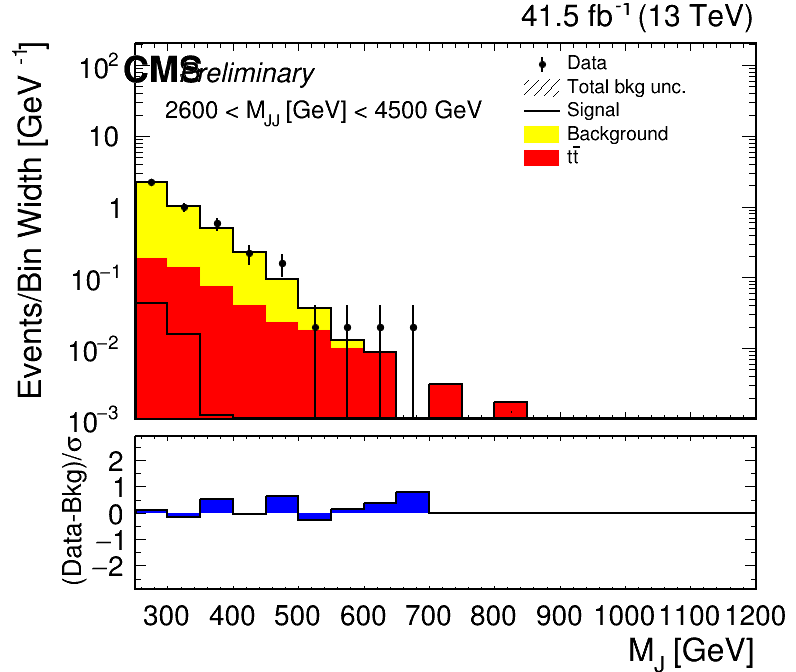 41.5 fb⁻¹ (13 TeV)
CMS Preliminary
2600 < M_JJ [GeV] < 4500 GeV
Data
Total bkg unc.
Signal
Background
tt̄
Events/Bin Width [GeV⁻¹]
10²
10
1
10⁻¹
10⁻²
10⁻³
(Data-Bkg)/σ
2
1
0
−1
−2
300 400 500 600 700 800 900 1000 1100 1200
M_J [GeV]